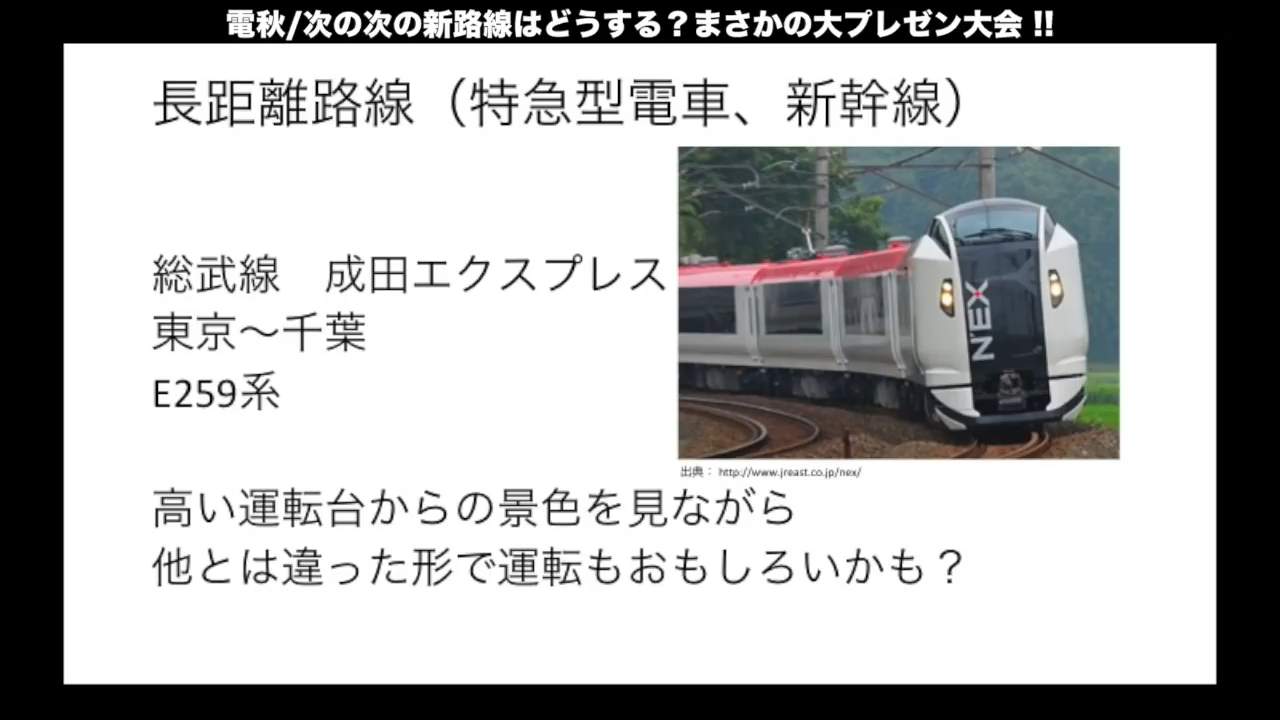 電秋/次の次の新路線はどうする？まさかの大プレゼン大会 !!
長距離路線（特急型電車、新幹線）
総武線　成田エクスプレス
東京～千葉
E259系
N'EX
出典： http://www.jreast.co.jp/nex/
高い運転台からの景色を見ながら
他とは違った形で運転もおもしろいかも？